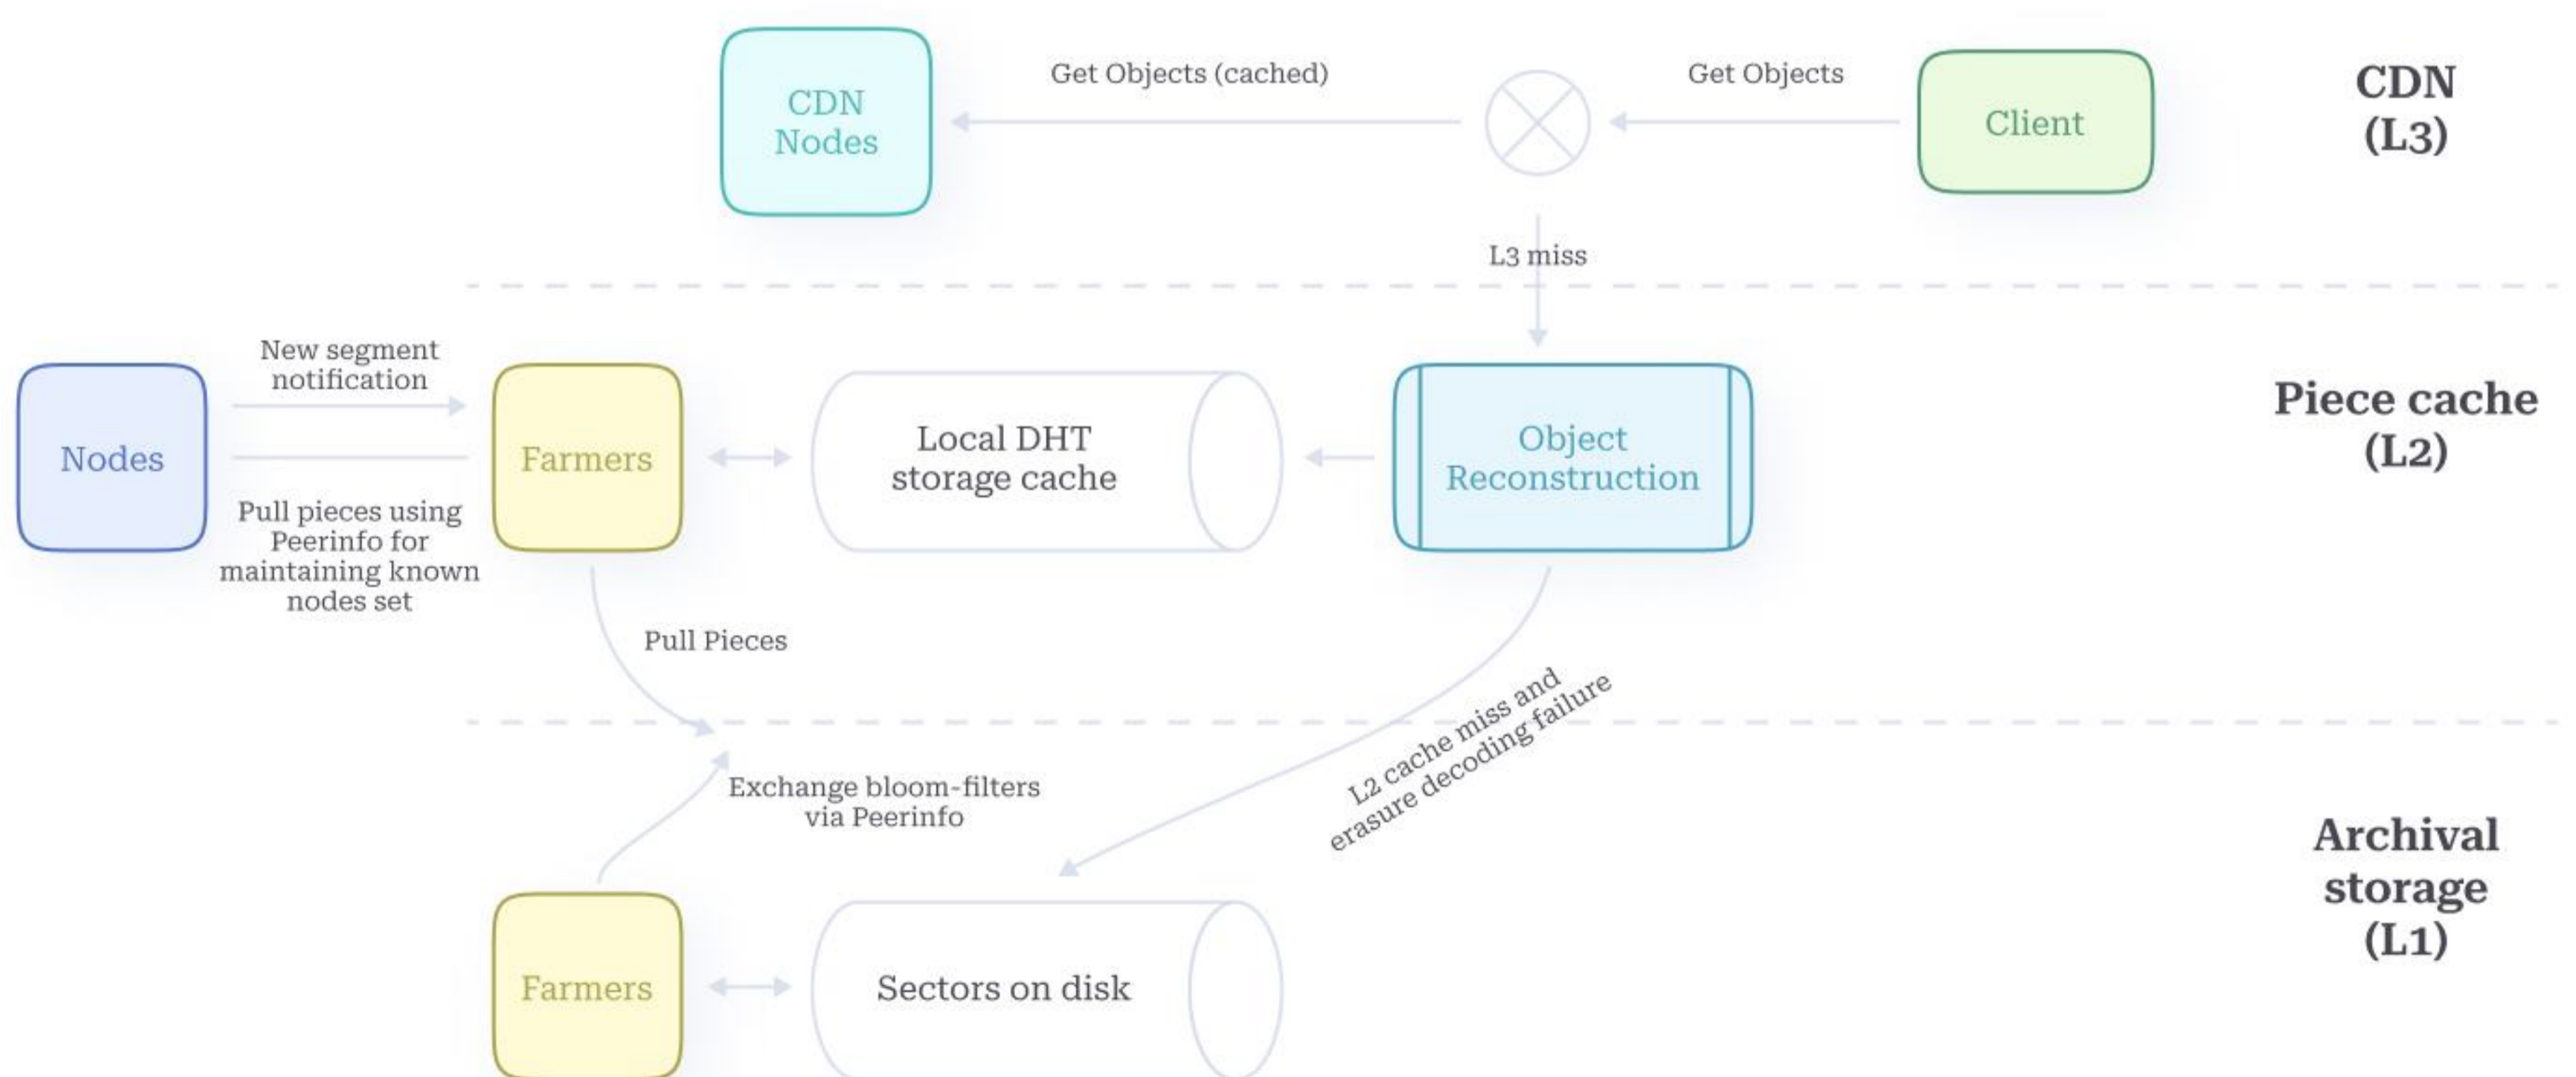 CDN
Nodes
Get Objects (cached)
Get Objects
Client
CDN
(L3)
L3 miss
Nodes
New segment
notification
Pull pieces using
Peerinfo for
maintaining known
nodes set
Farmers
Local DHT
storage cache
Object
Reconstruction
Piece cache
(L2)
Pull Pieces
L2 cache miss and
erasure decoding failure
Exchange bloom-filters
via Peerinfo
Farmers
Sectors on disk
Archival
storage
(L1)